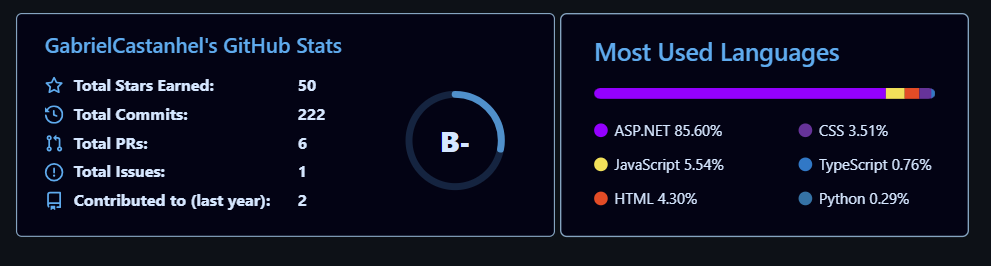 GabrielCastanhel's GitHub Stats
Total Stars Earned: 50
Total Commits: 222
Total PRs: 6
Total Issues: 1
Contributed to (last year): 2
B-
Most Used Languages
ASP.NET 85.60%
JavaScript 5.54%
HTML 4.30%
CSS 3.51%
TypeScript 0.76%
Python 0.29%